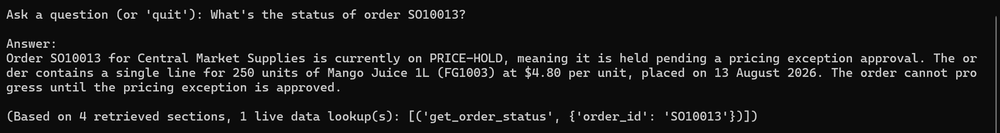 Ask a question (or 'quit'): What's the status of order SO10013?
Answer:
Order SO10013 for Central Market Supplies is currently on PRICE-HOLD, meaning it is held pending a pricing exception approval. The or
der contains a single line for 250 units of Mango Juice 1L (FG1003) at $4.80 per unit, placed on 13 August 2026. The order cannot pro
gress until the pricing exception is approved.
(Based on 4 retrieved sections, 1 live data lookup(s): [('get_order_status', {'order_id': 'SO10013'})])